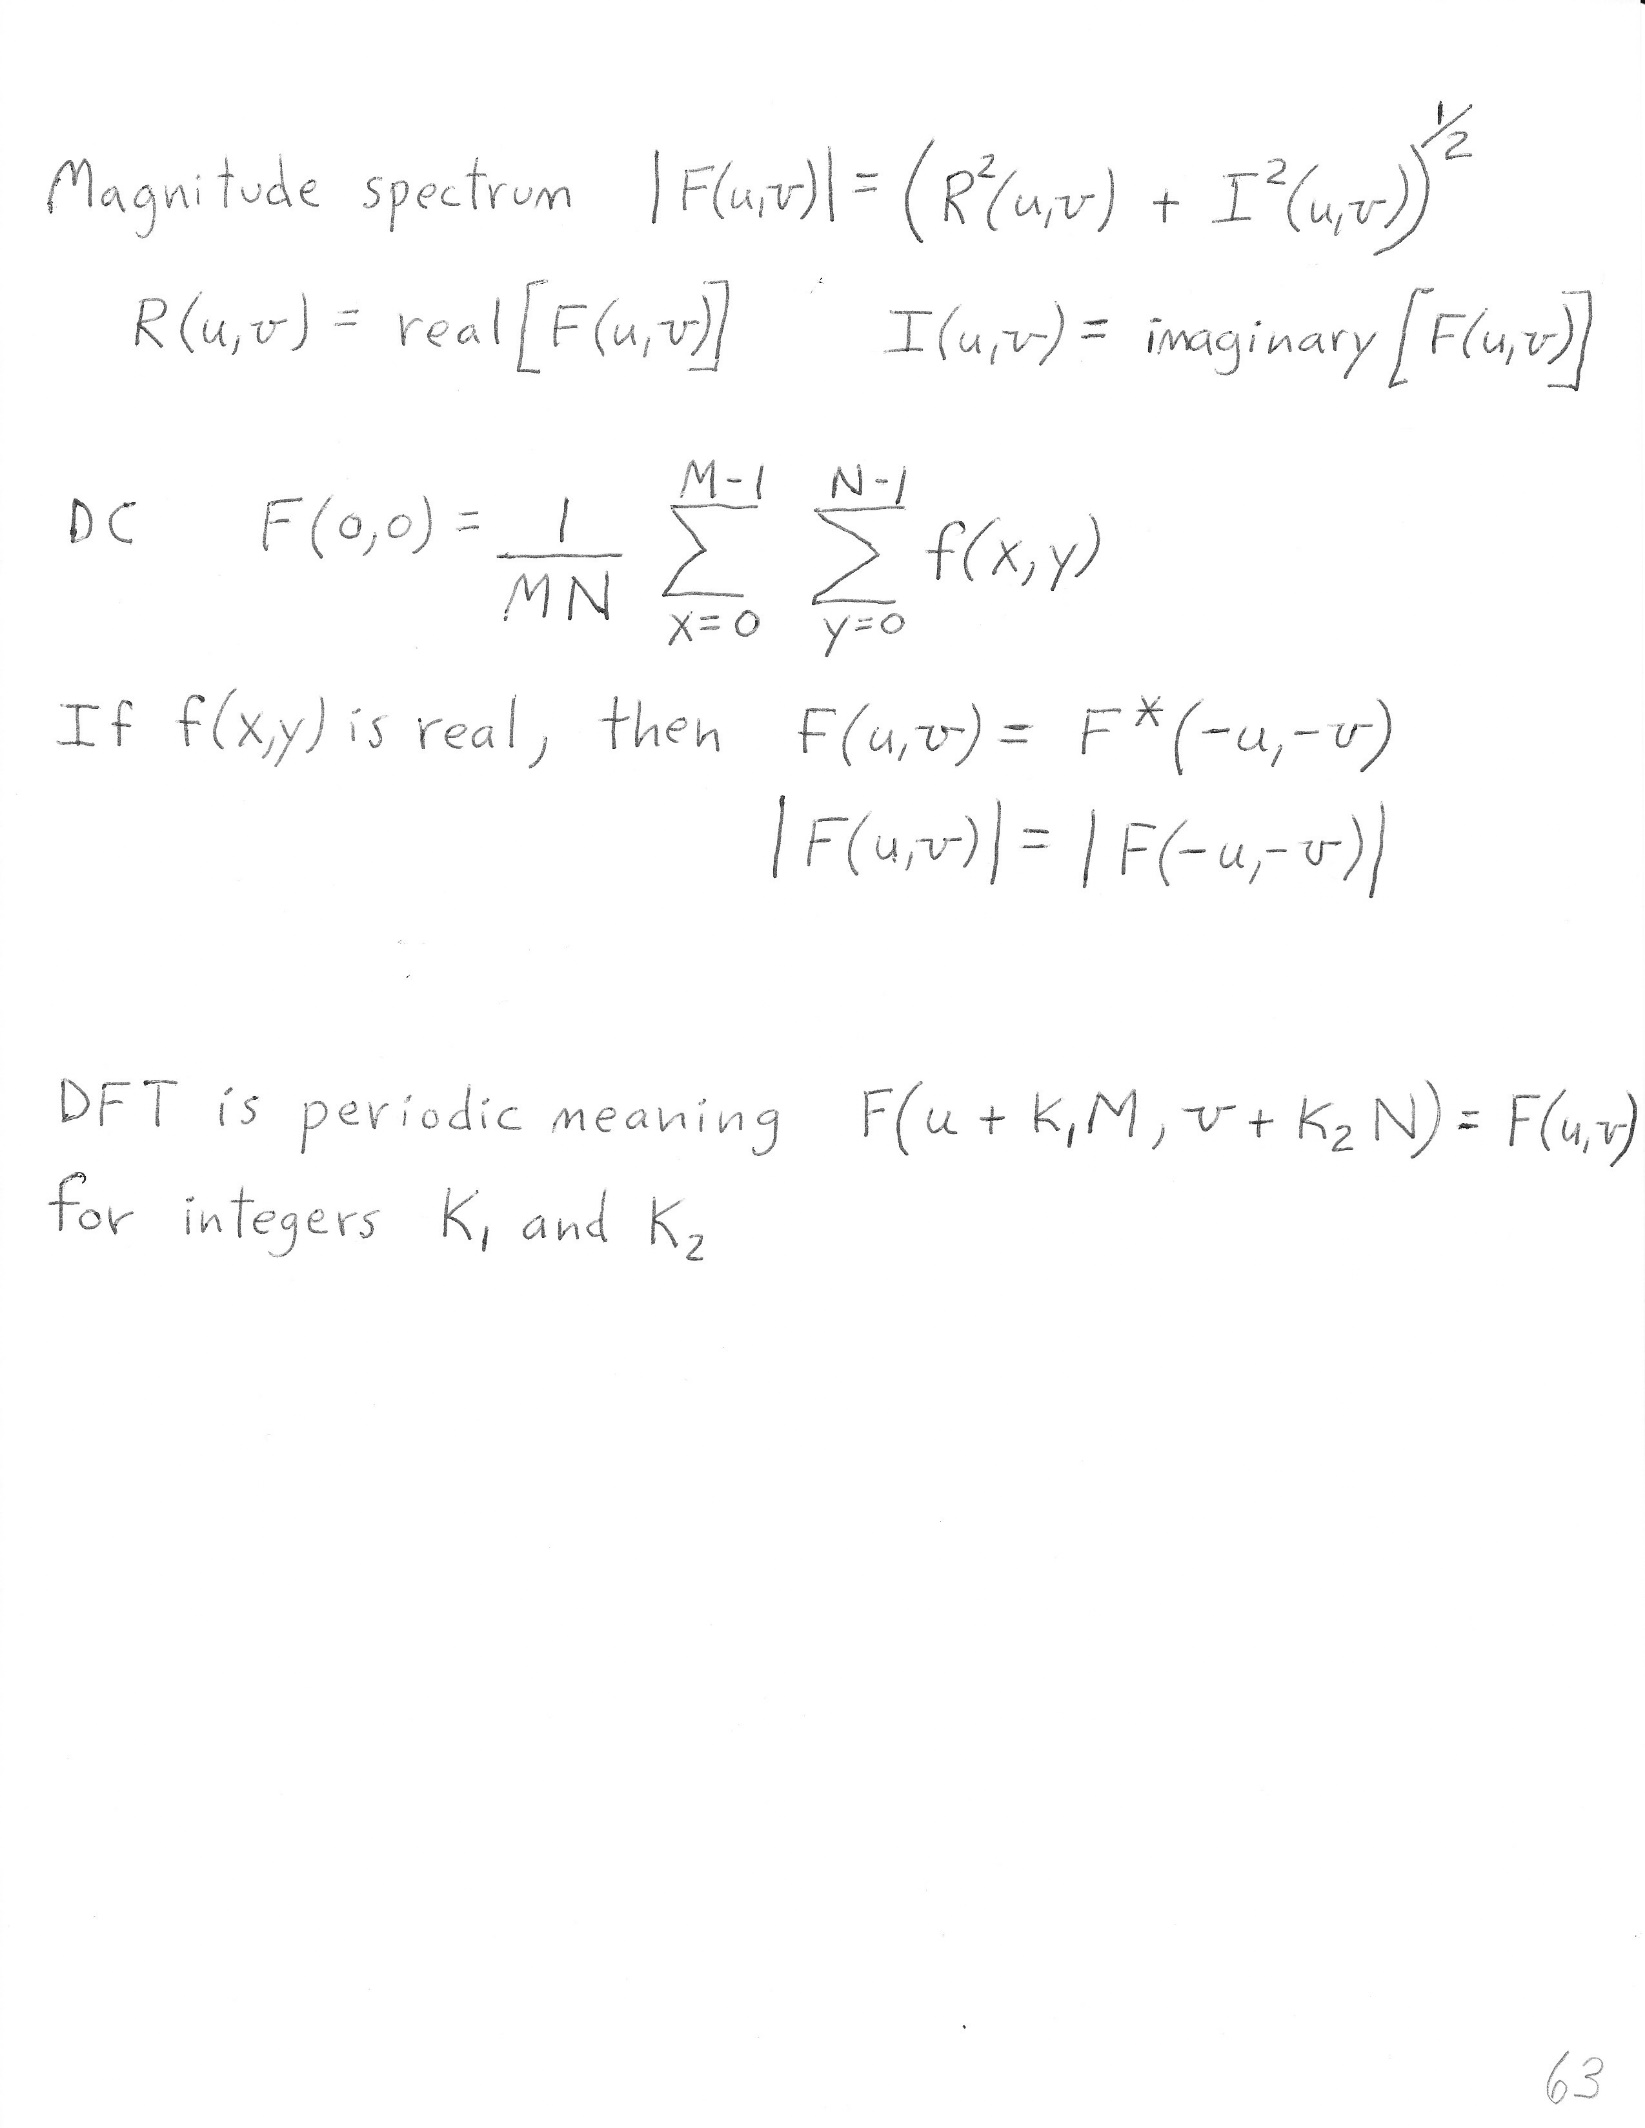 Magnitude spectrum |F(u,v)| = (R²(u,v) + I²(u,v))^½
R(u,v) = real[F(u,v)] I(u,v) = imaginary[F(u,v)]
DC F(0,0) = 1/MN ∑_{x=0}^{M-1} ∑_{y=0}^{N-1} f(x,y)
If f(x,y) is real, then F(u,v) = F*(-u,-v)
|F(u,v)| = |F(-u,-v)|
DFT is periodic meaning F(u + K₁M, v + K₂N) = F(u,v)
for integers K₁ and K₂
63